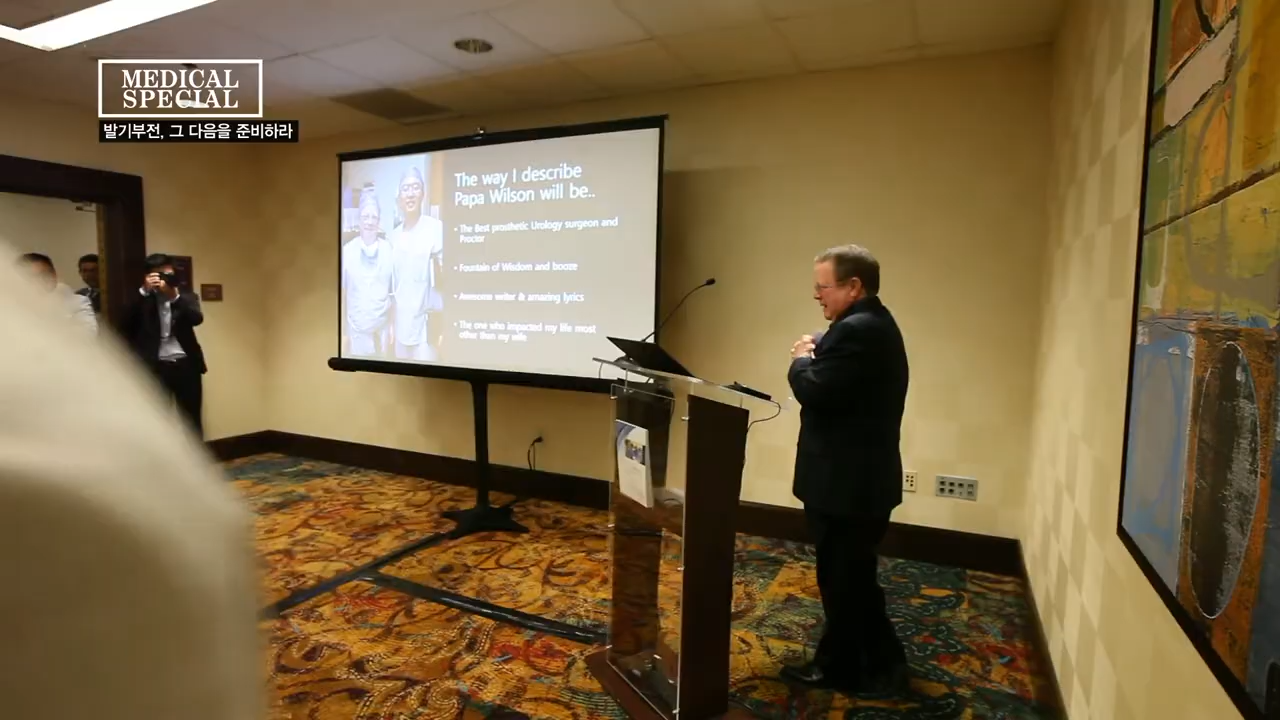 MEDICAL
SPECIAL
발기부전, 그 다음을 준비하라
The way I describe
Papa Wilson will be..
• The Best prosthetic Urology surgeon and
Proctor
• Fountain of Wisdom and booze
• Awesome writer & amazing lyrics
• The one who impacted my life most
other than my wife